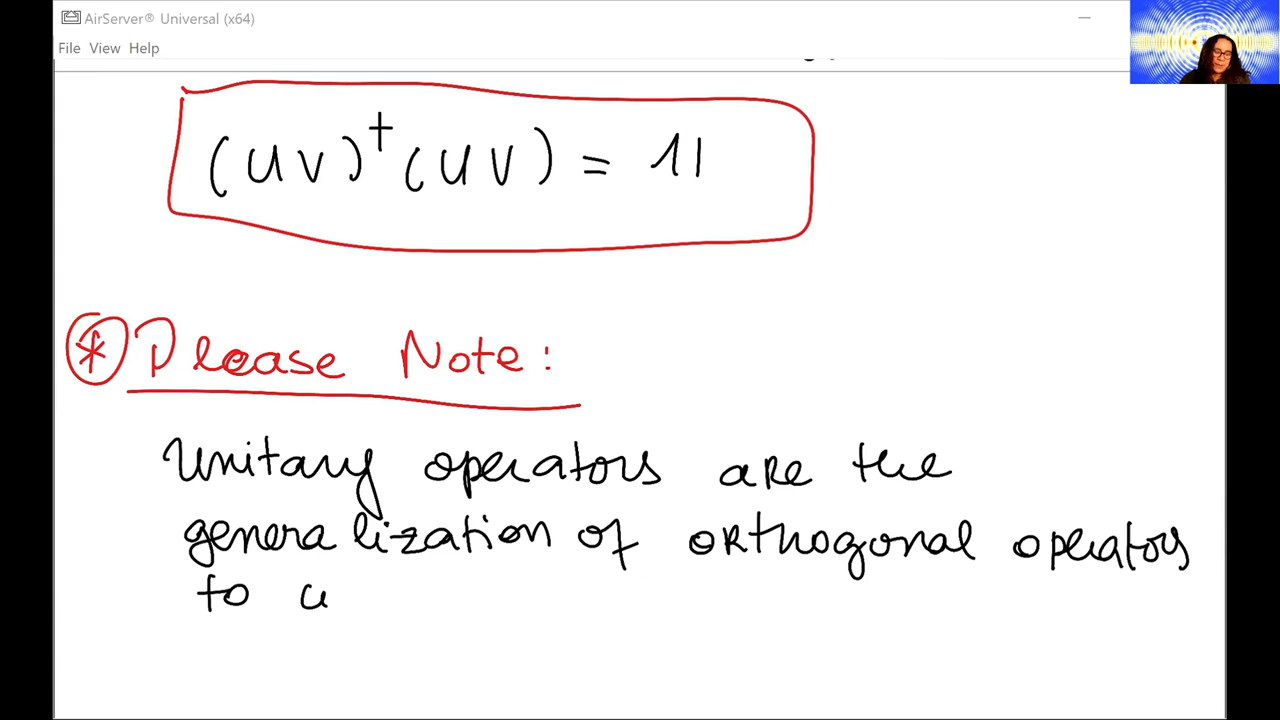 AirServer® Universal (x64)
File View Help
(UV)† (UV) = 1I
* Please Note:
Unitary operators are the
generalization of orthogonal operators
to